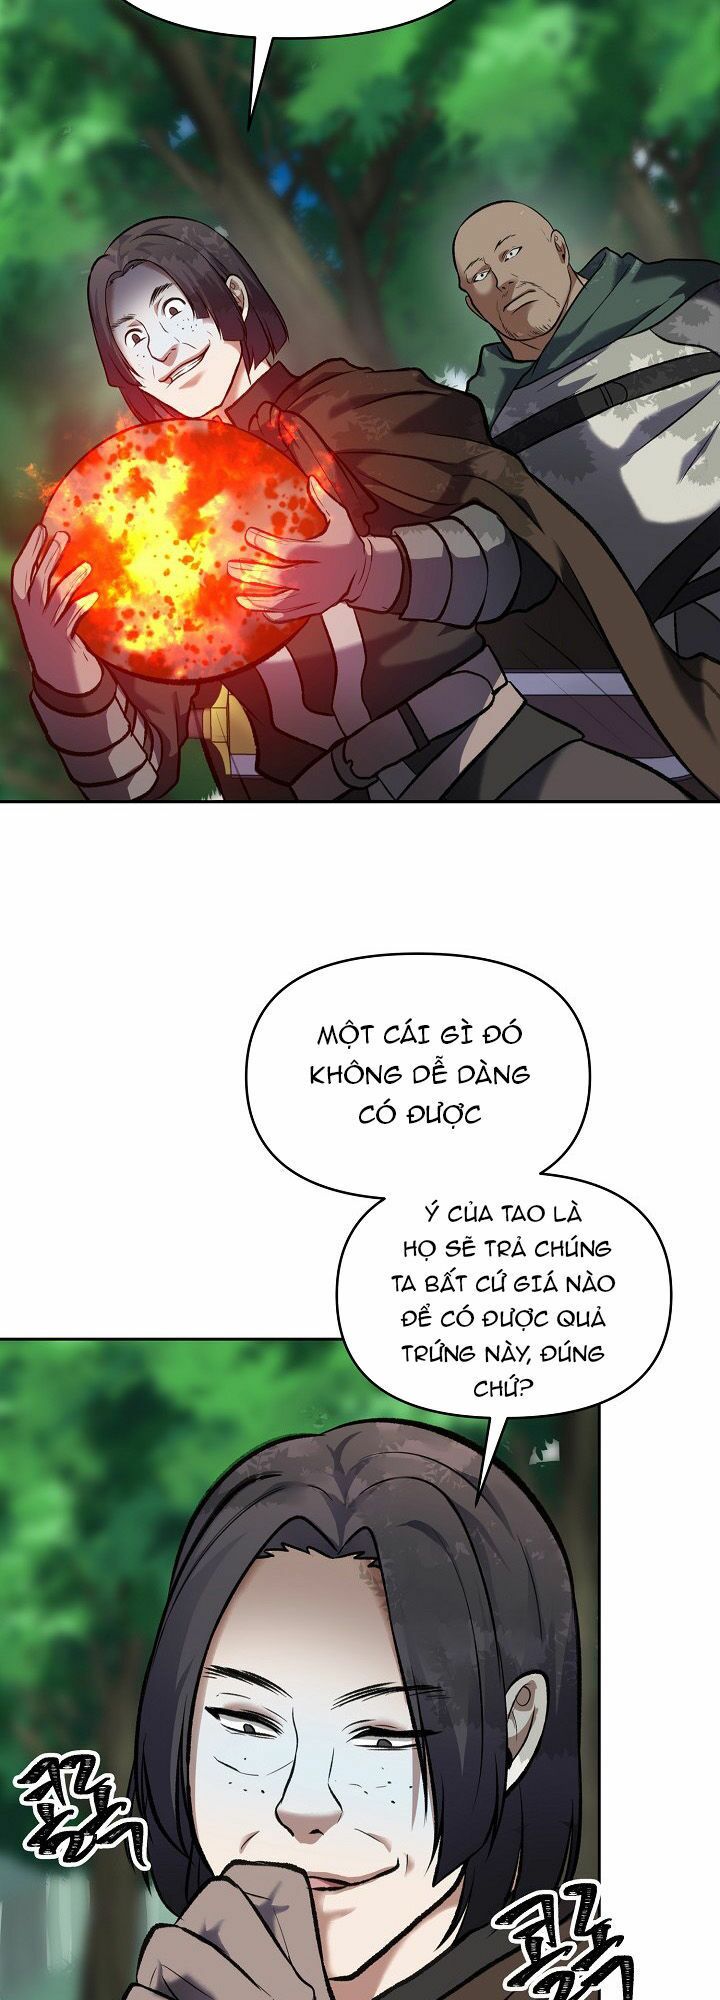 MỘT CÁI GÌ ĐÓ
KHÔNG DỄ DÀNG
CÓ ĐƯỢC
Ý CỦA TAO LÀ
HỌ SẼ TRẢ CHÚNG
TA BẤT CỨ GIÁ NÀO
ĐỂ CÓ ĐƯỢC QUẢ
TRỨNG NÀY, ĐÚNG
CHỨ?